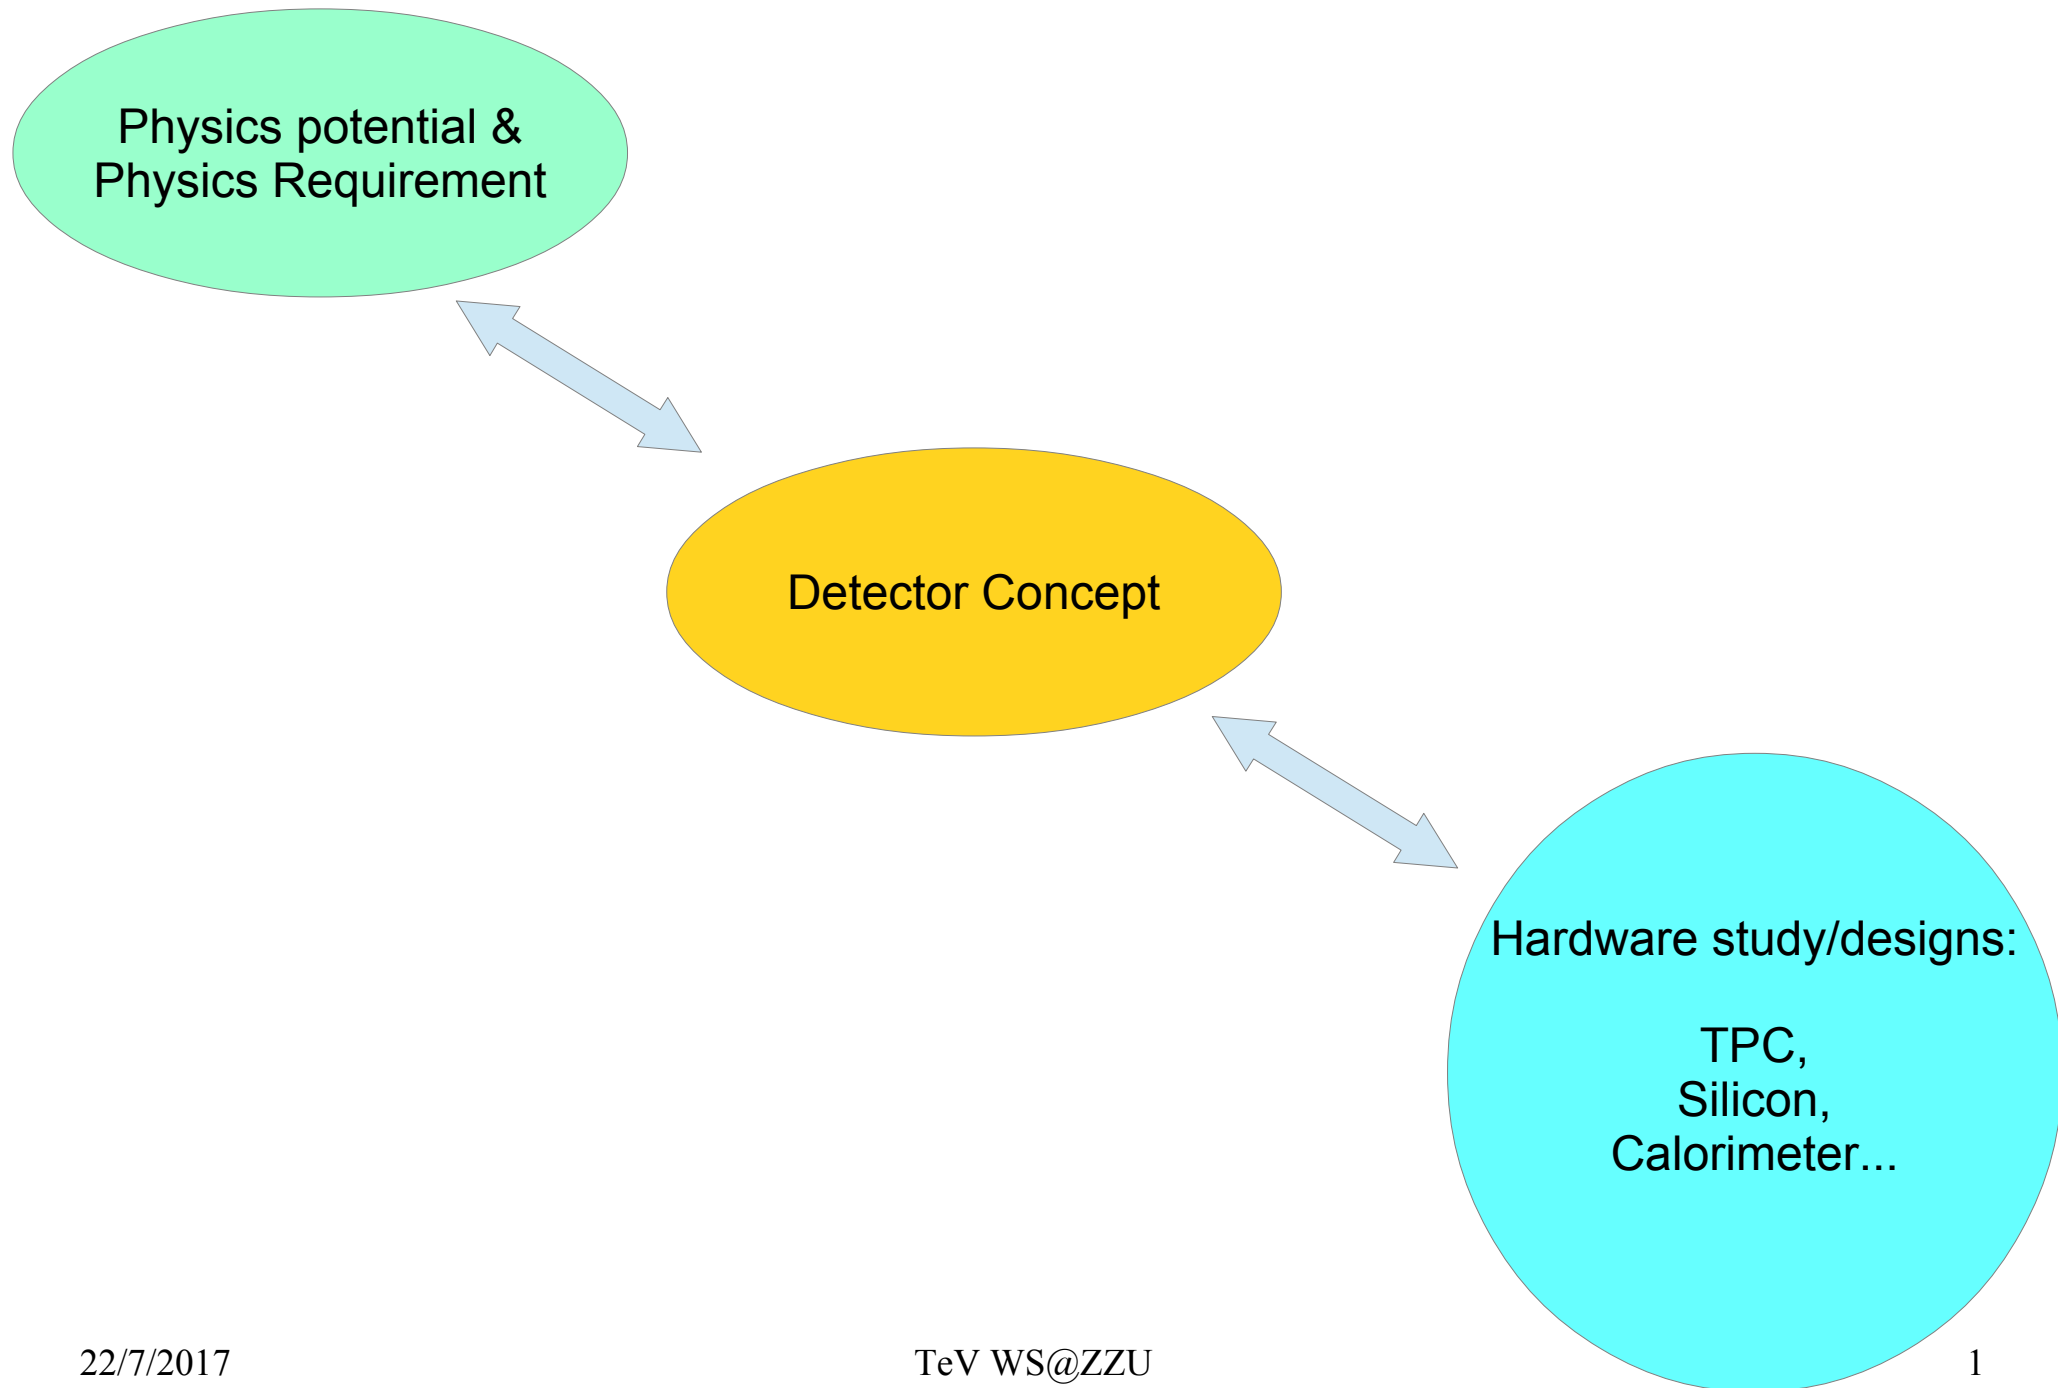 Physics potential &
Physics Requirement
Detector Concept
Hardware study/designs:
TPC,
Silicon,
Calorimeter...
22/7/2017
TeV WS@ZZU
1